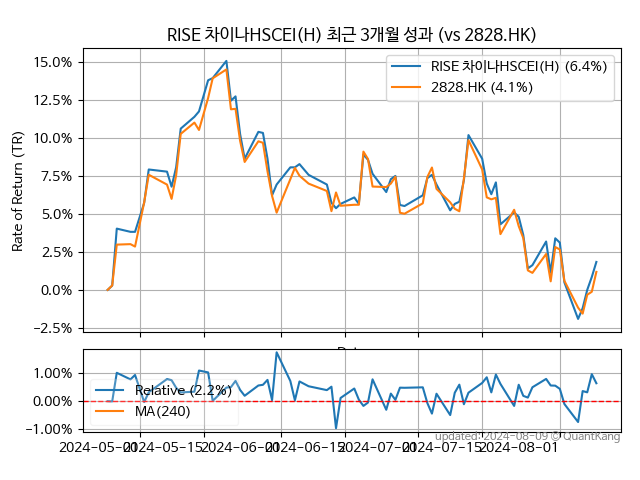 RISE 차이나HSCEI(H) 최근 3개월 성과 (vs 2828.HK)
RISE 차이나HSCEI(H) (6.4%)
2828.HK (4.1%)
Rate of Return (TR)
15.0%
12.5%
10.0%
7.5%
5.0%
2.5%
0.0%
−2.5%
1.00%
0.00%
−1.00%
Relative (2.2%)
MA(240)
2024-05-01
2024-05-15
2024-06-01
2024-06-15
2024-07-01
2024-07-15
2024-08-01
updated: 2024-08-09 © QuantKang